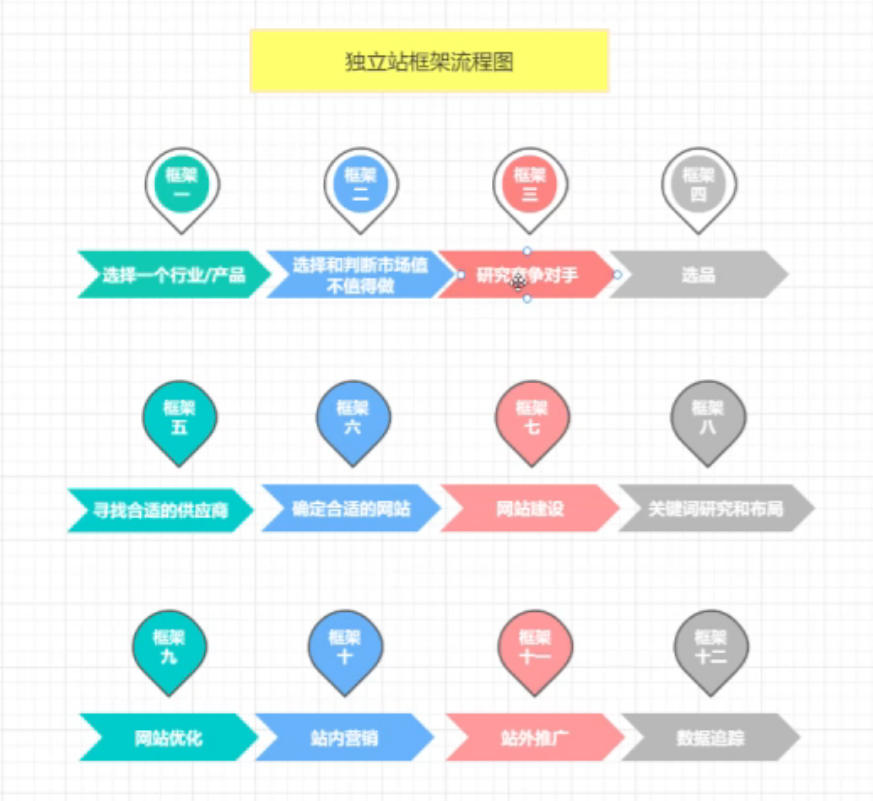 独立站框架流程图
框架
一
框架
二
框架
三
框架
四
选择一个行业/产品
选择和判断市场值
不值得做
研究竞争对手
选品
框架
五
框架
六
框架
七
框架
八
寻找合适的供应商
确定合适的网站
网站建设
关键词研究和布局
框架
九
框架
十
框架
十一
框架
十二
网站优化
站内营销
站外推广
数据追踪